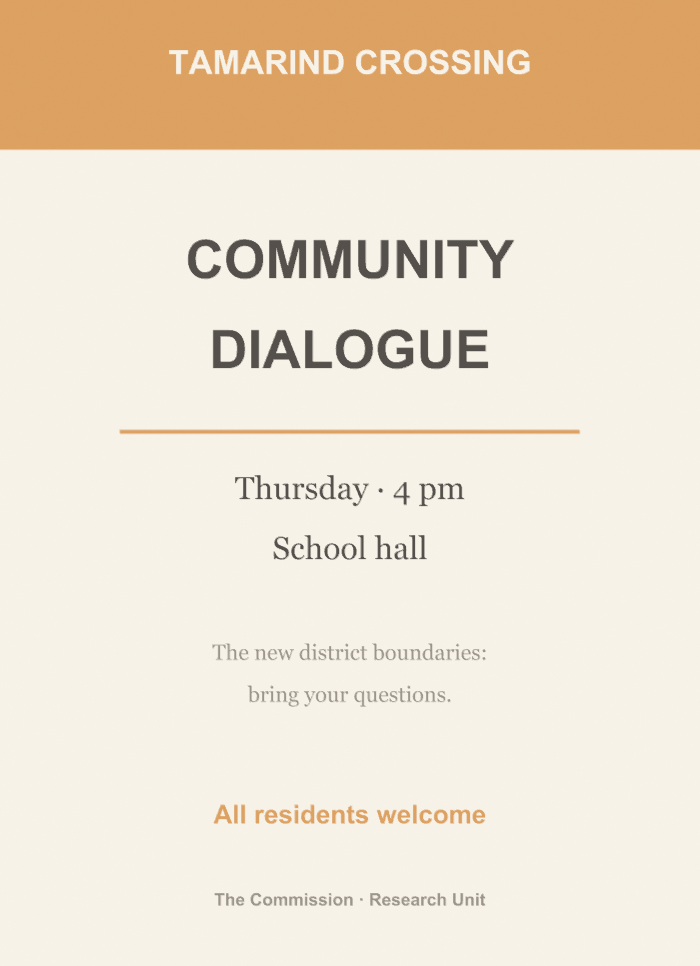 TAMARIND CROSSING
COMMUNITY
DIALOGUE
Thursday · 4 pm
School hall
The new district boundaries:
bring your questions.
All residents welcome
The Commission · Research Unit